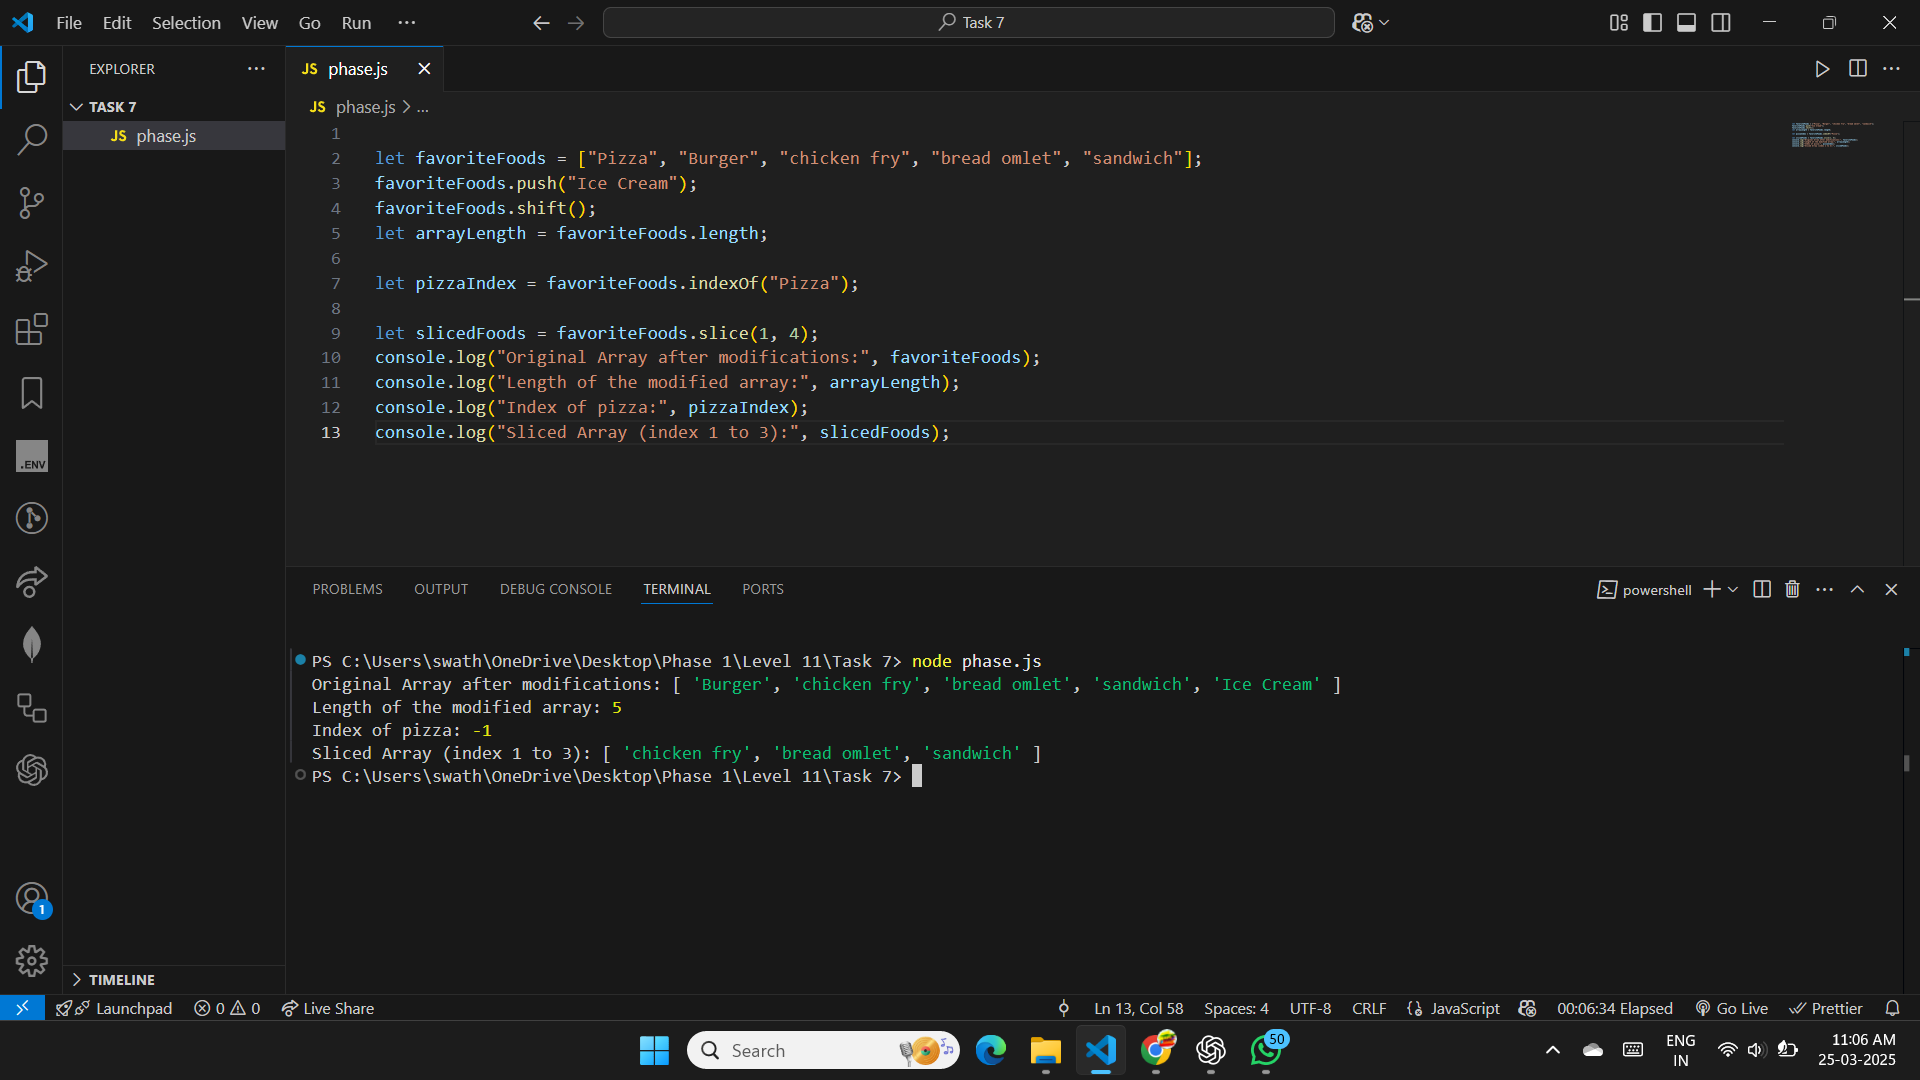 File Edit Selection View Go Run ··· Task 7
EXPLORER ···
TASK 7
JS phase.js
JS phase.js
JS phase.js > ...
1
2 let favoriteFoods = ["Pizza", "Burger", "chicken fry", "bread omlet", "sandwich"];
3 favoriteFoods.push("Ice Cream");
4 favoriteFoods.shift();
5 let arrayLength = favoriteFoods.length;
6
7 let pizzaIndex = favoriteFoods.indexOf("Pizza");
8
9 let slicedFoods = favoriteFoods.slice(1, 4);
10 console.log("Original Array after modifications:", favoriteFoods);
11 console.log("Length of the modified array:", arrayLength);
12 console.log("Index of pizza:", pizzaIndex);
13 console.log("Sliced Array (index 1 to 3):", slicedFoods);
.ENV
PROBLEMS OUTPUT DEBUG CONSOLE TERMINAL PORTS powershell
PS C:\Users\swath\OneDrive\Desktop\Phase 1\Level 11\Task 7> node phase.js
Original Array after modifications: [ 'Burger', 'chicken fry', 'bread omlet', 'sandwich', 'Ice Cream' ]
Length of the modified array: 5
Index of pizza: -1
Sliced Array (index 1 to 3): [ 'chicken fry', 'bread omlet', 'sandwich' ]
PS C:\Users\swath\OneDrive\Desktop\Phase 1\Level 11\Task 7>
1
TIMELINE
Launchpad 0 0 Live Share Ln 13, Col 58 Spaces: 4 UTF-8 CRLF {} JavaScript 00:06:34 Elapsed Go Live Prettier
Search 50 ENG IN 11:06 AM
25-03-2025